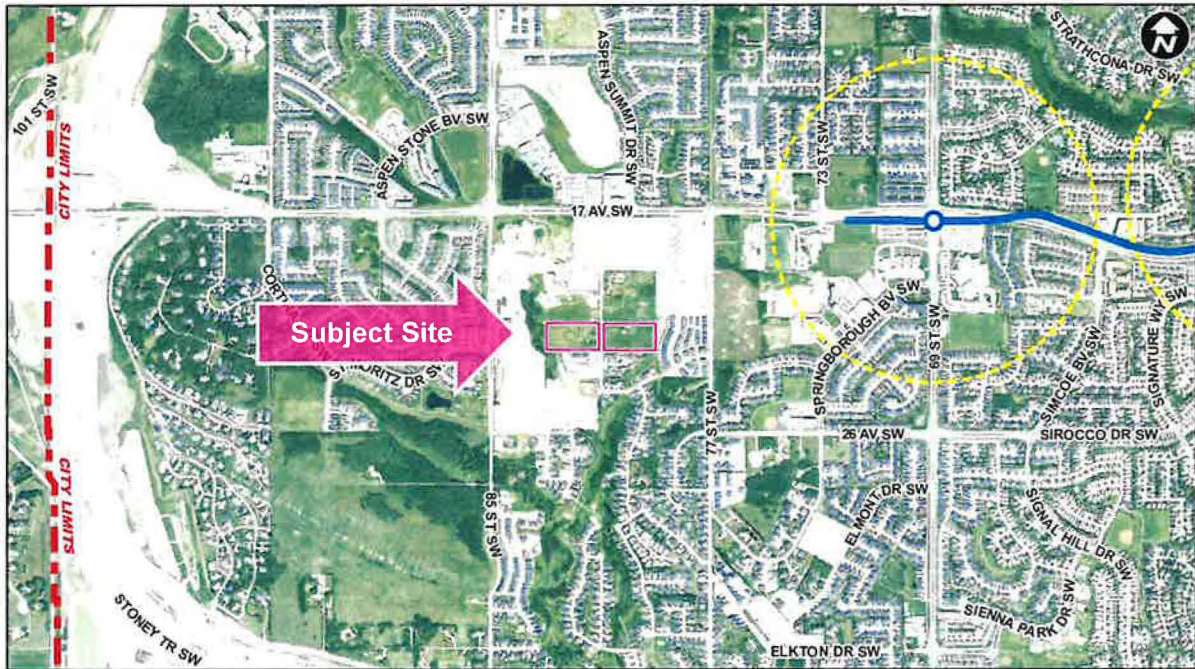 STRATHCONA DR SW
N
101 ST SW
CITY LIMITS
ASPEN STONE BV SW
ASPEN SUMMIT DR SW
73 ST SW
17 AV SW
Subject Site
SPRINGBOROUGH BV SW
69 ST SW
SIMCOE BV SW
SIGNATURE WY SW
77 ST SW
26 AV SW
SIROCCO DR SW
CITY LIMITS
85 ST SW
ELMONT DR SW
SIGNAL HILL DR SW
STONEY TR SW
SIENNA PARK DR SW
ELKTON DR SW